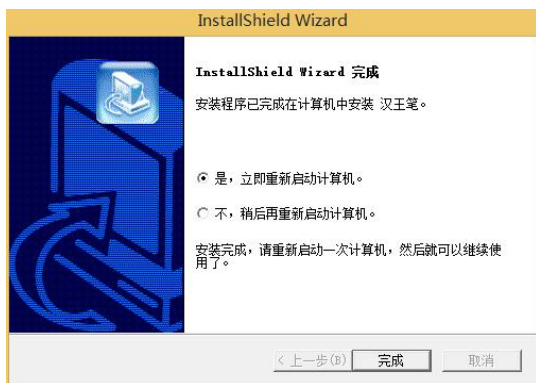 InstallShield Wizard
InstallShield Wizard 完成
安装程序已完成在计算机中安装 汉王笔。
是，立即重新启动计算机。
不，稍后再重新启动计算机。
安装完成，请重新启动一次计算机，然后就可以继续使
用了。
< 上一步(B)
完成
取消